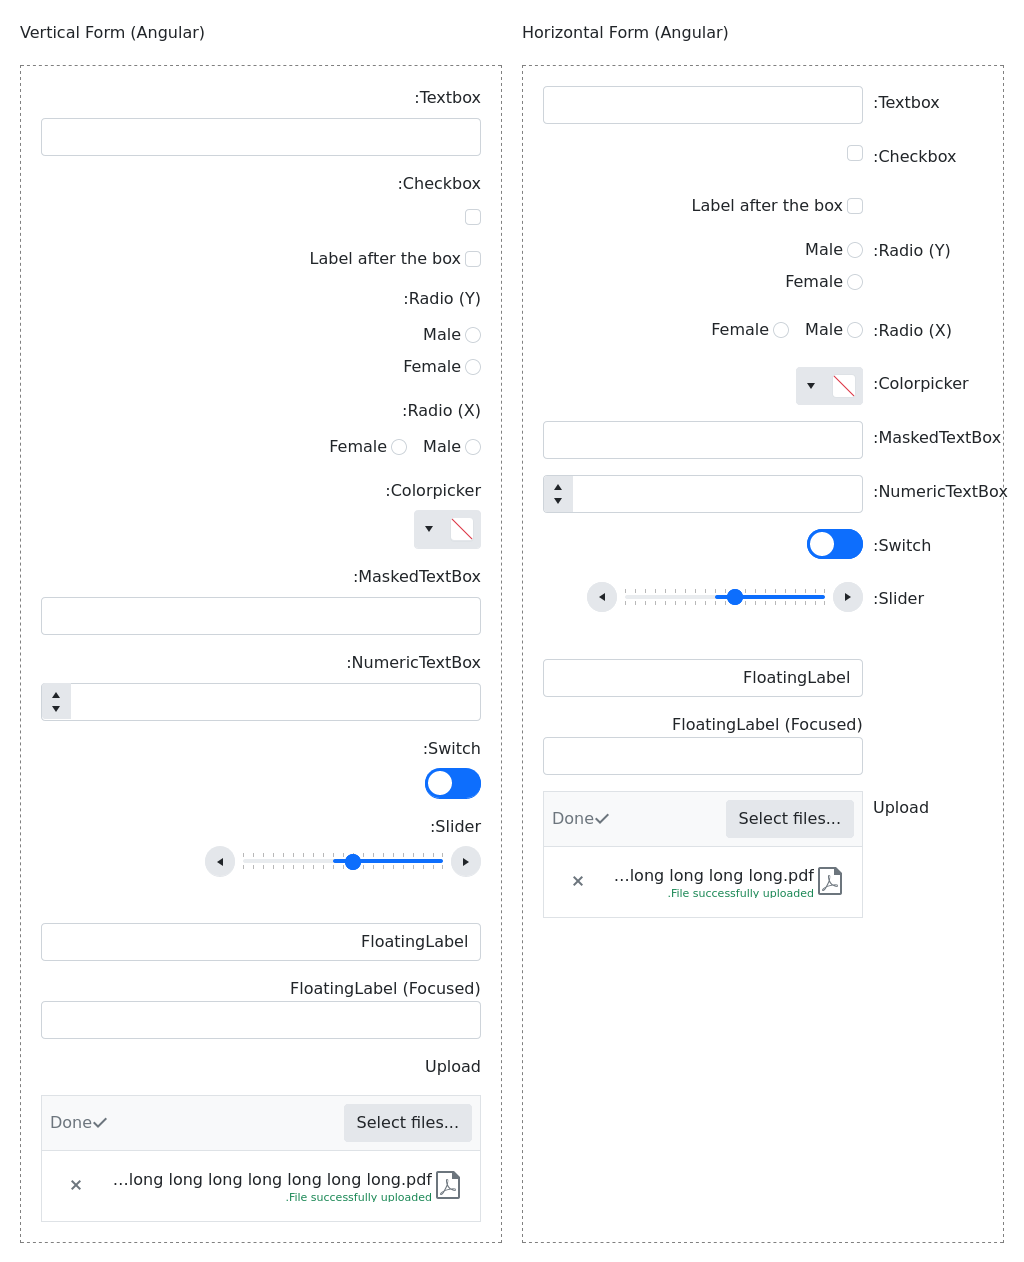 Vertical Form (Angular)
:Textbox
:Checkbox
Label after the box
:Radio (Y)
Male
Female
:Radio (X)
Female Male
:Colorpicker
:MaskedTextBox
:NumericTextBox
:Switch
:Slider
FloatingLabel
FloatingLabel (Focused)
Upload
Done Select files...
...long long long long long long long.pdf
.File successfully uploaded
Horizontal Form (Angular)
:Textbox
:Checkbox
Label after the box
Male :Radio (Y)
Female
Female Male :Radio (X)
:Colorpicker
:MaskedTextBox
:NumericTextBox
:Switch
:Slider
FloatingLabel
FloatingLabel (Focused)
Upload
Done Select files...
...long long long long.pdf
.File successfully uploaded